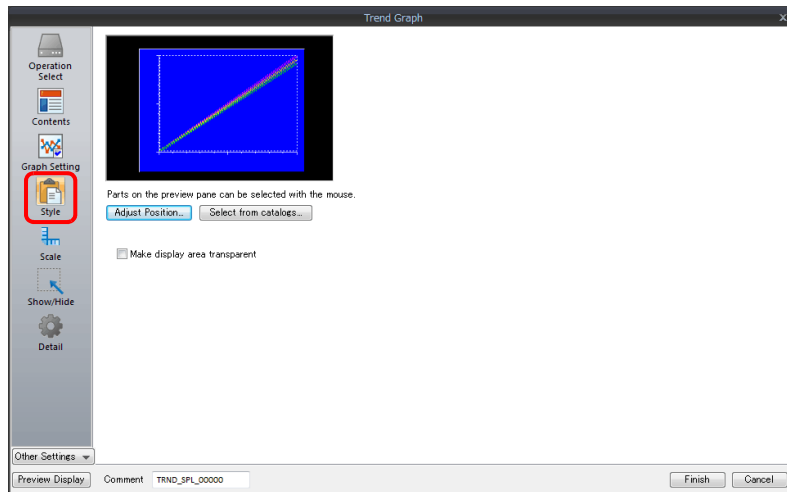 Trend Graph
x
Operation
Select
Contents
Graph Setting
Style
Scale
Show/Hide
Detail
Parts on the preview pane can be selected with the mouse.
Adjust Position...
Select from catalogs...
Make display area transparent
Other Settings
Preview Display
Comment
TRND_SPL_00000
Finish
Cancel